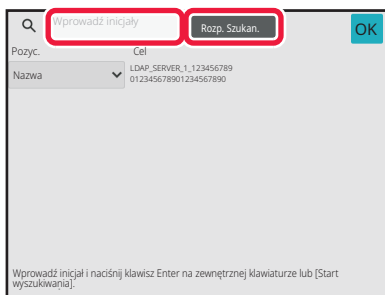 Wprowadź inicjały
Rozp. Szukan.
OK
Pozyc.
Cel
Nazwa
LDAP_SERVER_1_123456789
012345678901234567890
Wprowadź inicjał i naciśnij klawisz Enter na zewnętrznej klawiaturze lub [Start
wyszukiwania].